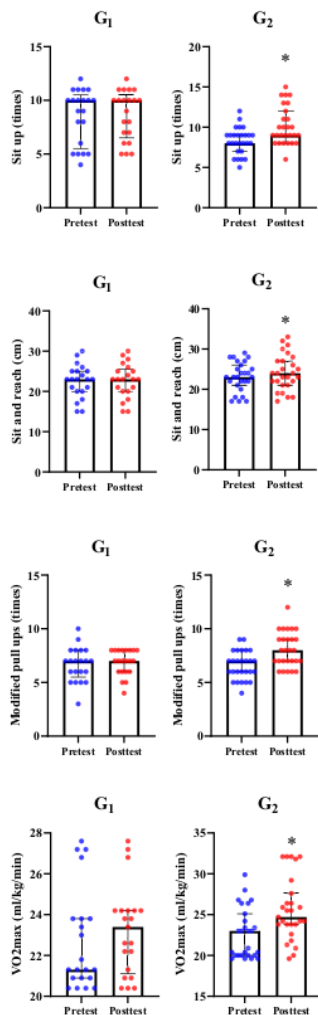 G1
G2
Sit up (times)
15
10
5
0
Pretest
Posttest
Sit up (times)
20
15
10
5
0
*
Pretest
Posttest
G1
G2
Sit and reach (cm)
40
30
20
10
0
Pretest
Posttest
Sit and reach (cm)
40
30
20
10
0
*
Pretest
Posttest
G1
G2
Modified pull ups (times)
15
10
5
0
Pretest
Posttest
Modified pull ups (times)
15
10
5
0
*
Pretest
Posttest
G1
G2
VO2max (ml/kg/min)
28
26
24
22
20
Pretest
Posttest
VO2max (ml/kg/min)
35
30
25
20
15
*
Pretest
Posttest